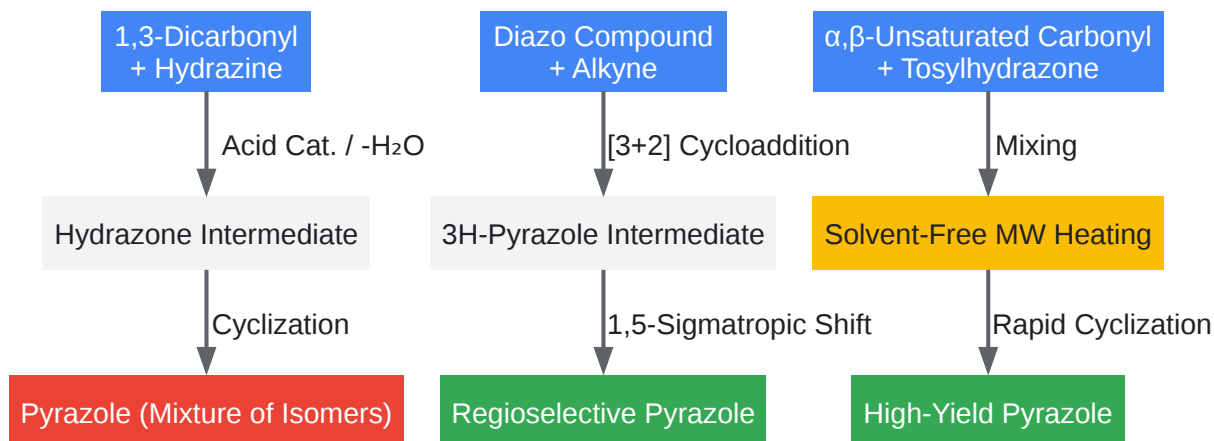 1,3-Dicarbonyl
+ Hydrazine
Acid Cat. / -H₂O
Hydrazone Intermediate
Cyclization
Pyrazole (Mixture of Isomers)
Diazo Compound
+ Alkyne
[3+2] Cycloaddition
3H-Pyrazole Intermediate
1,5-Sigmatropic Shift
Regioselective Pyrazole
α,β-Unsaturated Carbonyl
+ Tosylhydrazone
Mixing
Solvent-Free MW Heating
Rapid Cyclization
High-Yield Pyrazole